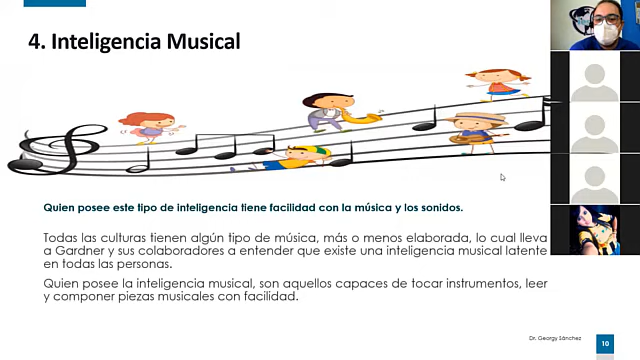 4. Inteligencia Musical
Quien posee este tipo de inteligencia tiene facilidad con la música y los sonidos.
Todas las culturas tienen algún tipo de música, más o menos elaborada, lo cual lleva
a Gardner y sus colaboradores a entender que existe una inteligencia musical latente
en todas las personas.
Quien posee la inteligencia musical, son aquellos capaces de tocar instrumentos, leer
y componer piezas musicales con facilidad.
Dr. Georgy Sánchez
10